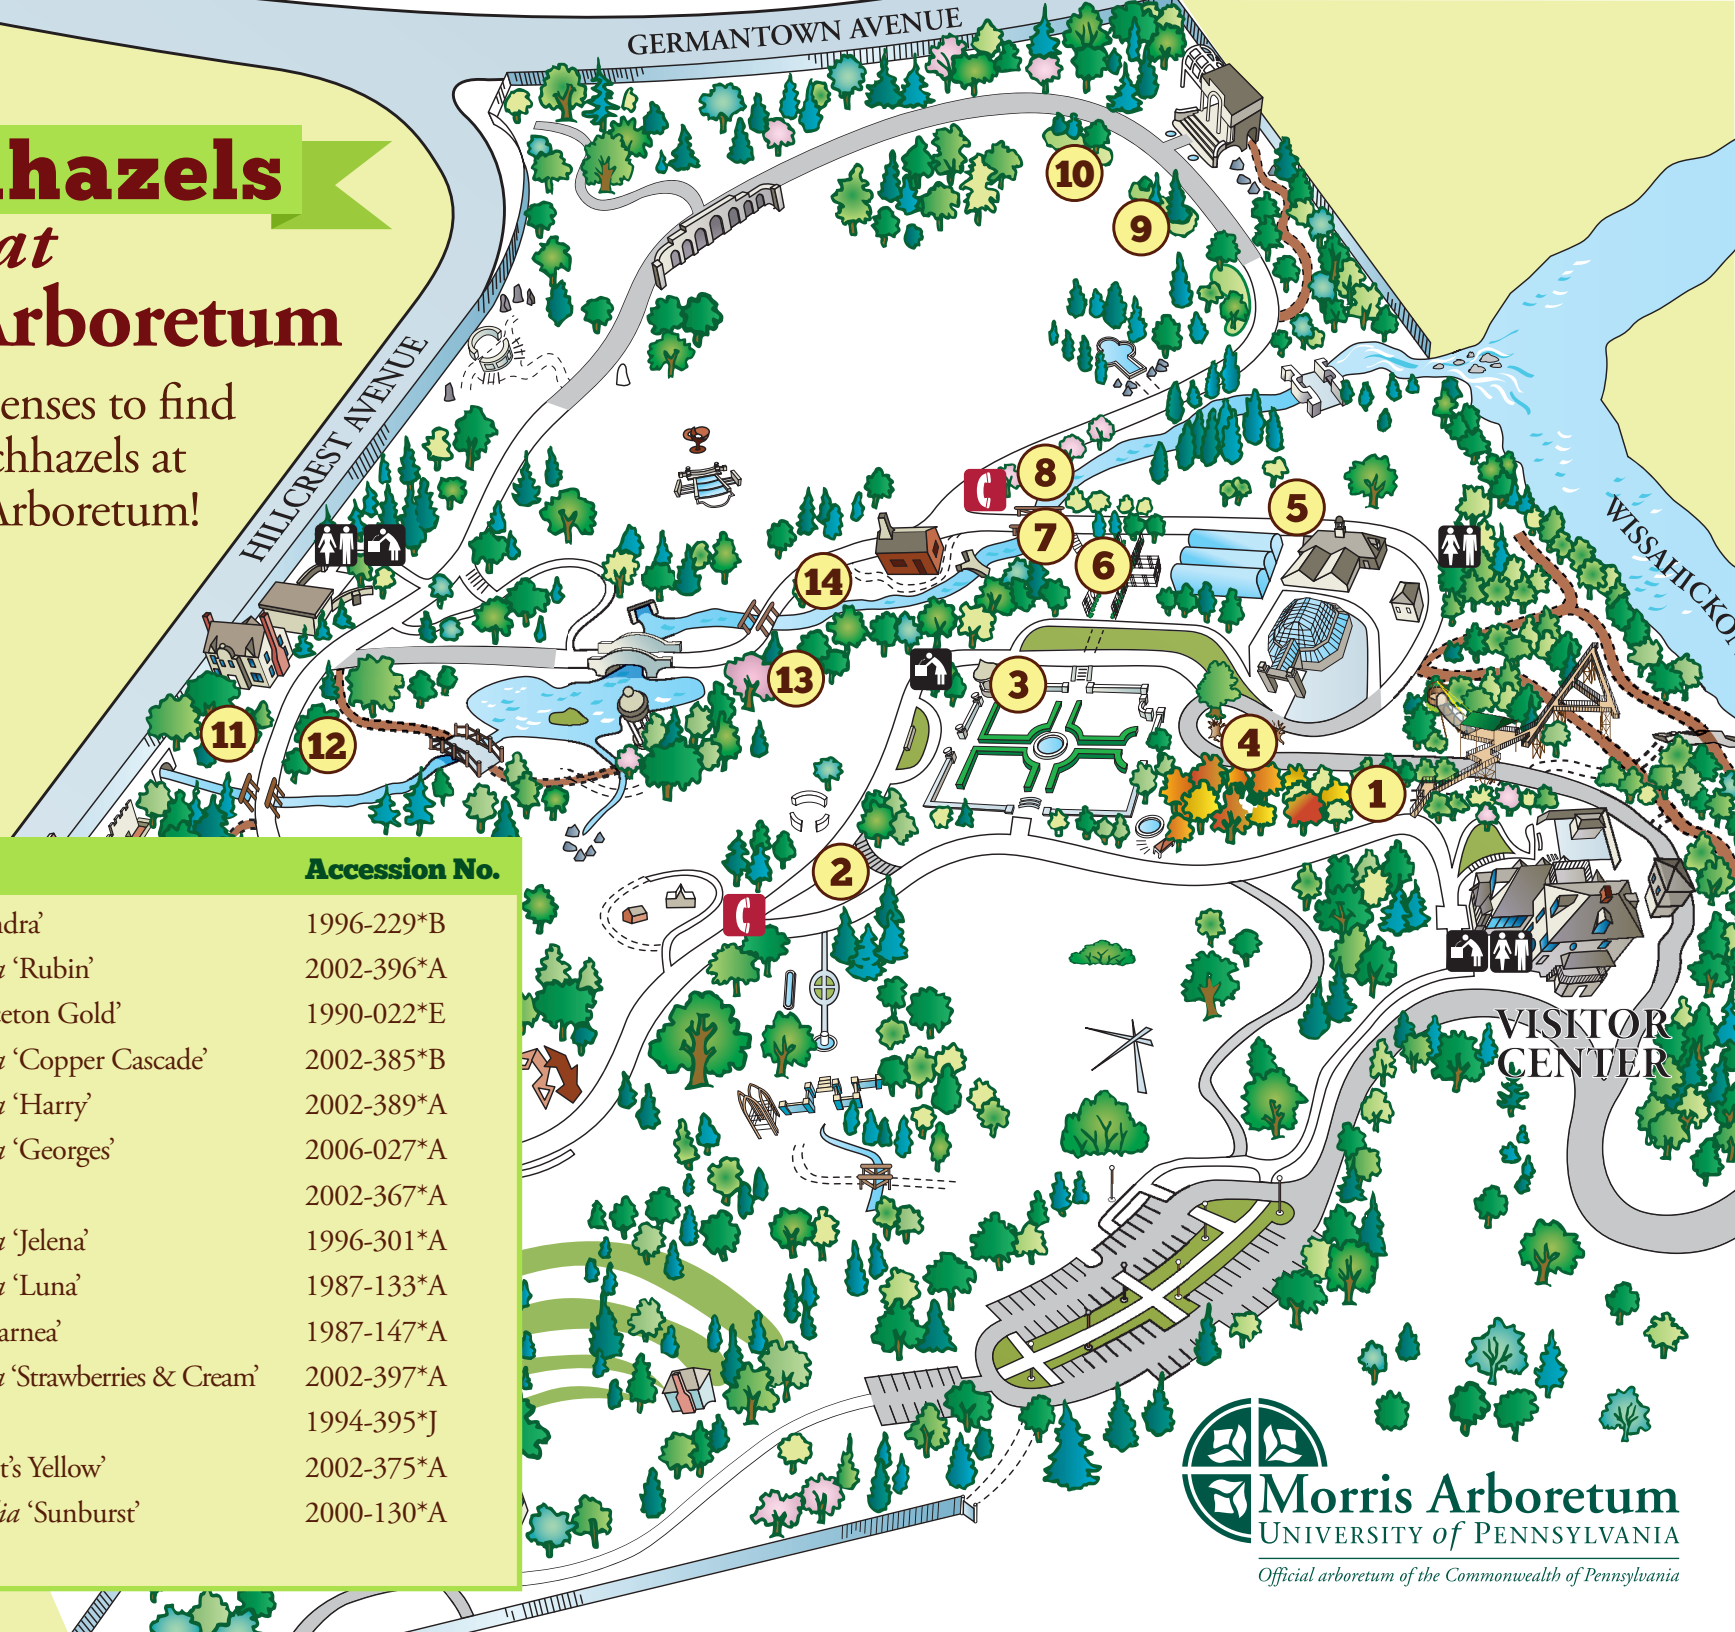 GERMANTOWN AVENUE
hazels
at
Arboretum
enses to find
chhazels at
Arboretum!
HILLCREST AVENUE
WISSAHICKO
10
9
8
5
7
6
14
13
3
11
12
4
1
2
VISITOR
CENTER
Accession No.
ndra’ 1996-229*B
a ‘Rubin’ 2002-396*A
eton Gold’ 1990-022*E
a ‘Copper Cascade’ 2002-385*B
a ‘Harry’ 2002-389*A
a ‘Georges’ 2006-027*A
2002-367*A
a ‘Jelena’ 1996-301*A
a ‘Luna’ 1987-133*A
arnea’ 1987-147*A
a ‘Strawberries & Cream’ 2002-397*A
1994-395*J
t’s Yellow’ 2002-375*A
ia ‘Sunburst’ 2000-130*A
Morris Arboretum
UNIVERSITY of PENNSYLVANIA
Official arboretum of the Commonwealth of Pennsylvania